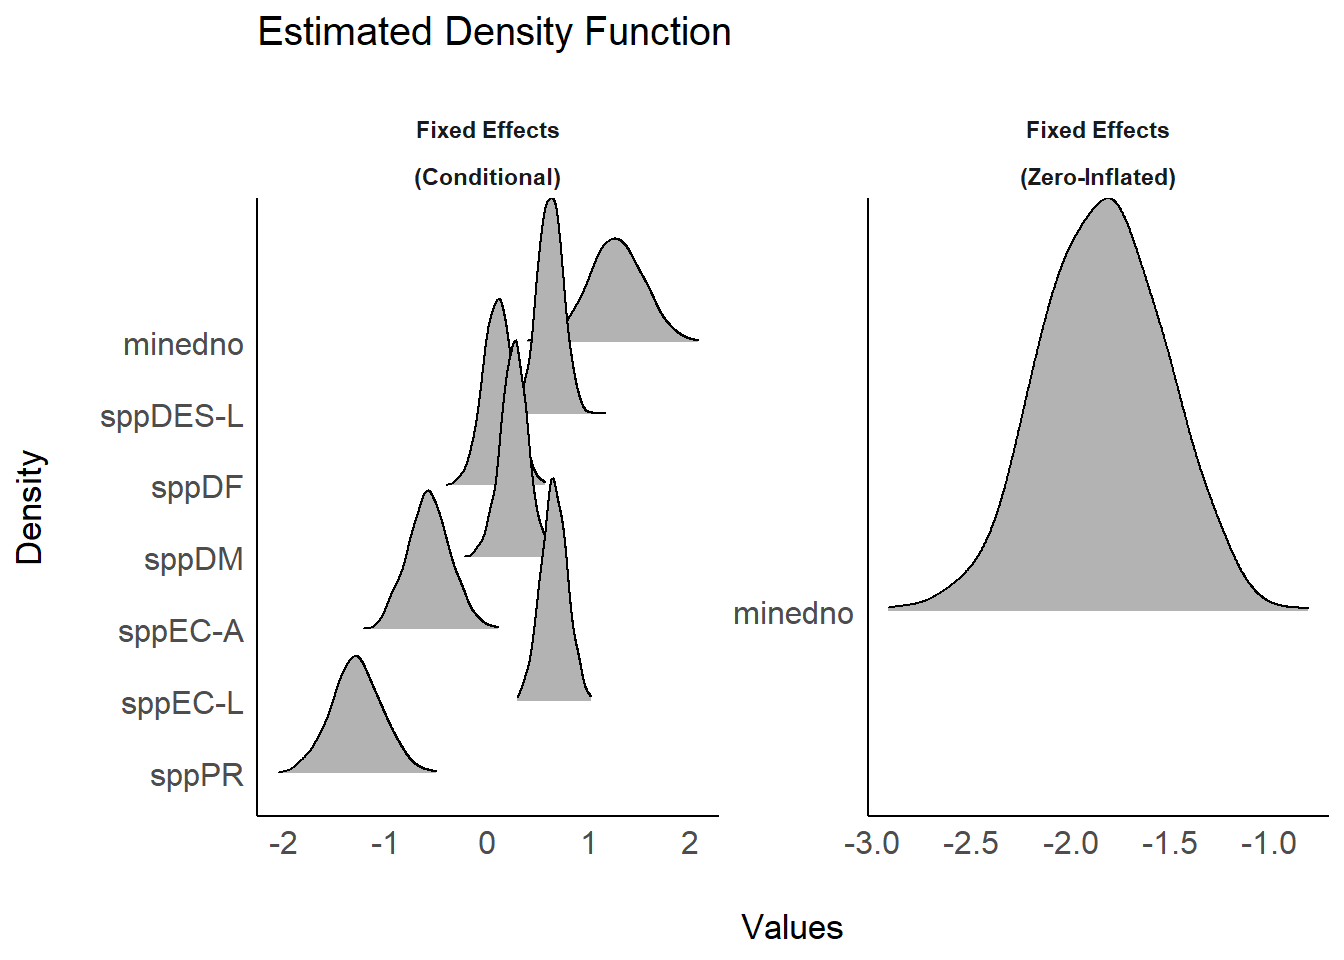 Estimated Density Function
Fixed Effects
(Conditional)
Fixed Effects
(Zero-Inflated)
Density
minedno
sppDES-L
sppDF
sppDM
sppEC-A
sppEC-L
sppPR
minedno
-2 -1 0 1 2
-3.0 -2.5 -2.0 -1.5 -1.0
Values